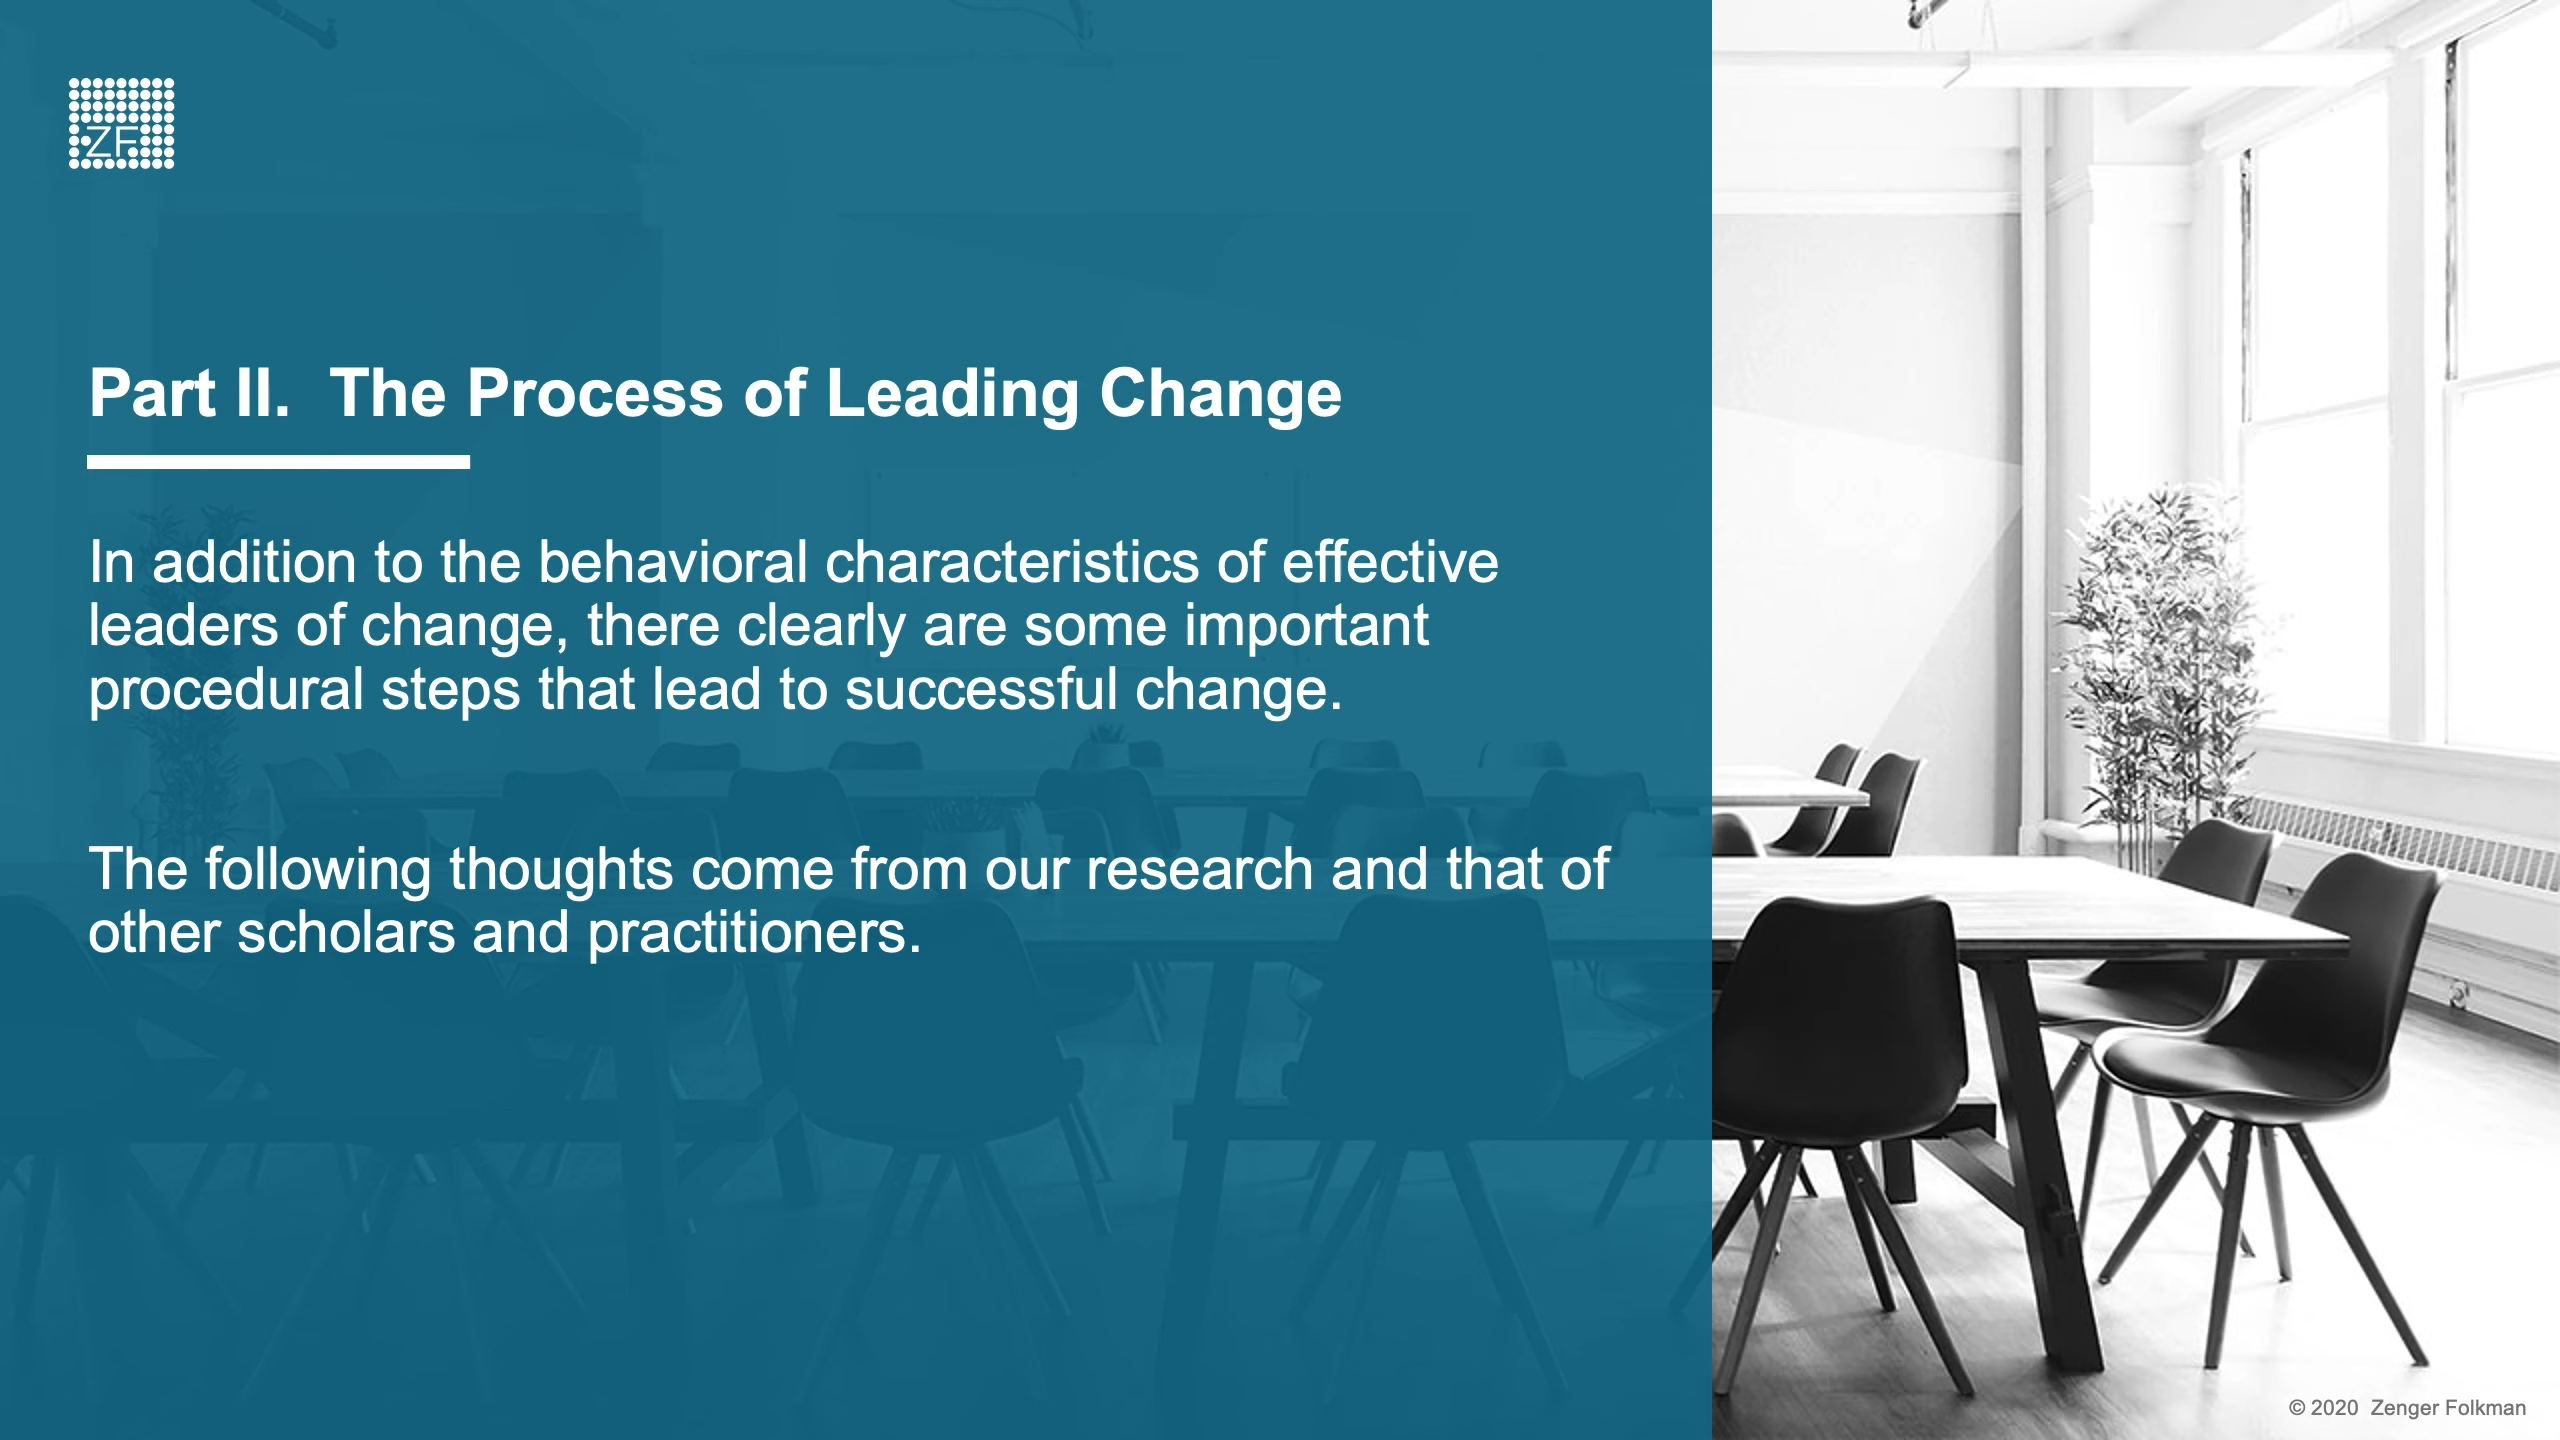 ZF
Part II.  The Process of Leading Change
In addition to the behavioral characteristics of effective
leaders of change, there clearly are some important
procedural steps that lead to successful change.
The following thoughts come from our research and that of
other scholars and practitioners.
© 2020  Zenger Folkman